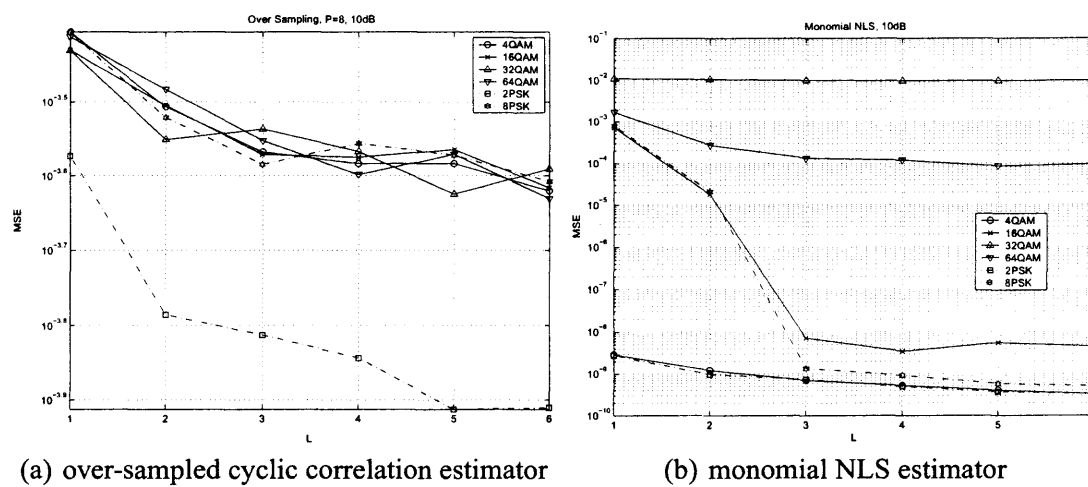 Over Sampling, P=8, 10dB
10^-3.5
10^-3.6
10^-3.7
10^-3.8
10^-3.9
MSE
1 2 3 4 5 6
L
4QAM
16QAM
32QAM
64QAM
2PSK
8PSK
(a) over-sampled cyclic correlation estimator
Monomial NLS, 10dB
10^-1
10^-2
10^-3
10^-4
10^-5
10^-6
10^-7
10^-8
10^-9
10^-10
MSE
1 2 3 4 5
L
4QAM
16QAM
32QAM
64QAM
2PSK
8PSK
(b) monomial NLS estimator